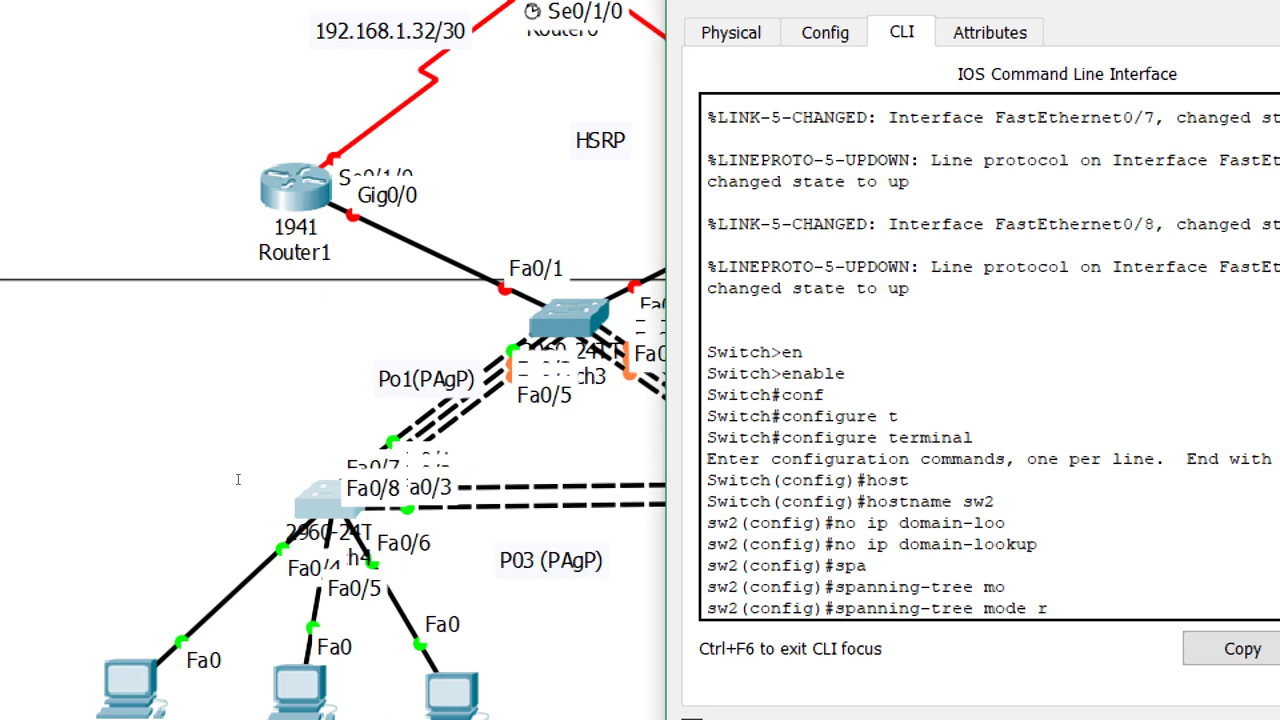 192.168.1.32/30
Se0/1/0
Router0
HSRP
Gig0/0
1941
Router1
Fa0/1
Po1(PAgP)
Fa0/5
Fa0/7
Fa0/8
Fa0/6
Fa0/5
P03 (PAgP)
Fa0
Fa0
Fa0
Physical
Config
CLI
Attributes
IOS Command Line Interface
%LINK-5-CHANGED: Interface FastEthernet0/7, changed
%LINEPROTO-5-UPDOWN: Line protocol on Interface
changed state to up
%LINK-5-CHANGED: Interface FastEthernet0/8, changed
%LINEPROTO-5-UPDOWN: Line protocol on Interface
changed state to up
Switch>en
Switch>enable
Switch#conf
Switch#configure t
Switch#configure terminal
Enter configuration commands, one per line. End with
Switch(config)#host
Switch(config)#hostname sw2
sw2(config)#no ip domain-loo
sw2(config)#no ip domain-lookup
sw2(config)#spa
sw2(config)#spanning-tree mo
sw2(config)#spanning-tree mode r
Ctrl+F6 to exit CLI focus
Copy